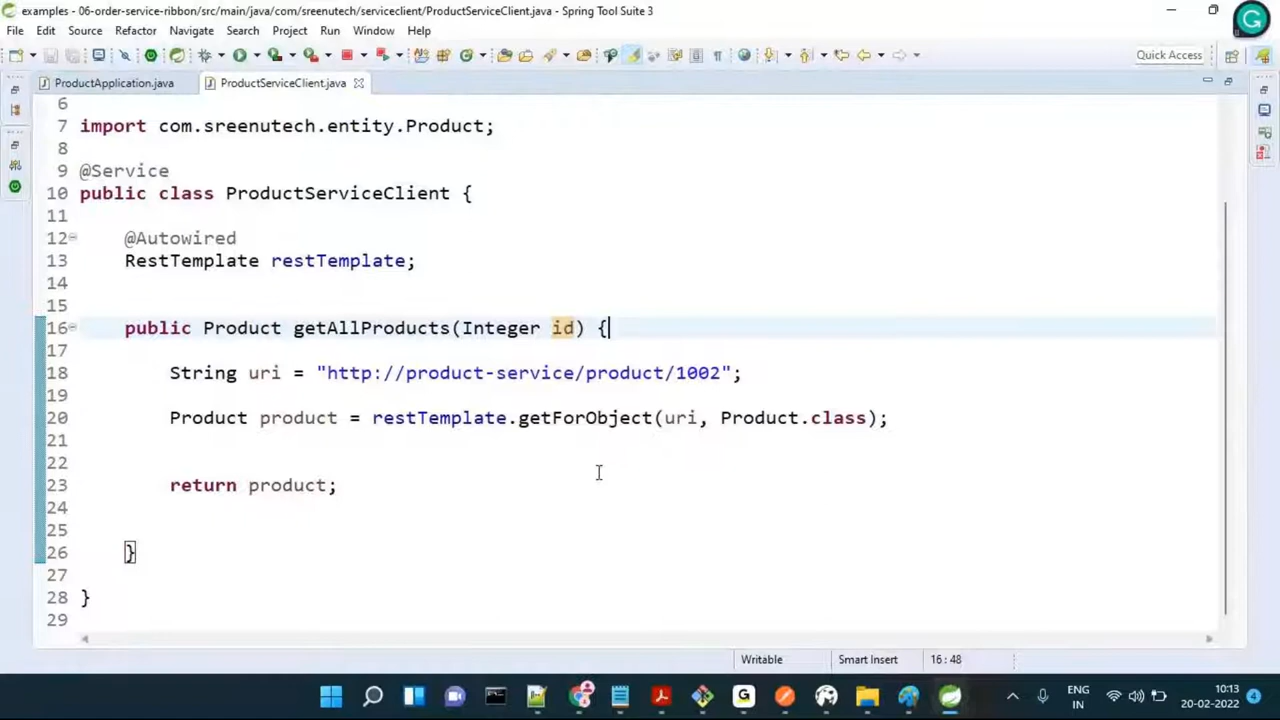 examples - 06-order-service-ribbon/src/main/java/com/sreenutech/serviceclient/ProductServiceClient.java - Spring Tool Suite 3
File Edit Source Refactor Navigate Search Project Run Window Help
Quick Access
ProductApplication.java ProductServiceClient.java
6
7 import com.sreenutech.entity.Product;
8
9 @Service
10 public class ProductServiceClient {
11
12 @Autowired
13 RestTemplate restTemplate;
14
15
16 public Product getAllProducts(Integer id) {
17
18 String uri = "http://product-service/product/1002";
19
20 Product product = restTemplate.getForObject(uri, Product.class);
21
22
23 return product;
24
25
26 }
27
28 }
29
Writable Smart Insert 16 : 48
ENG
IN
10:13
20-02-2022
4